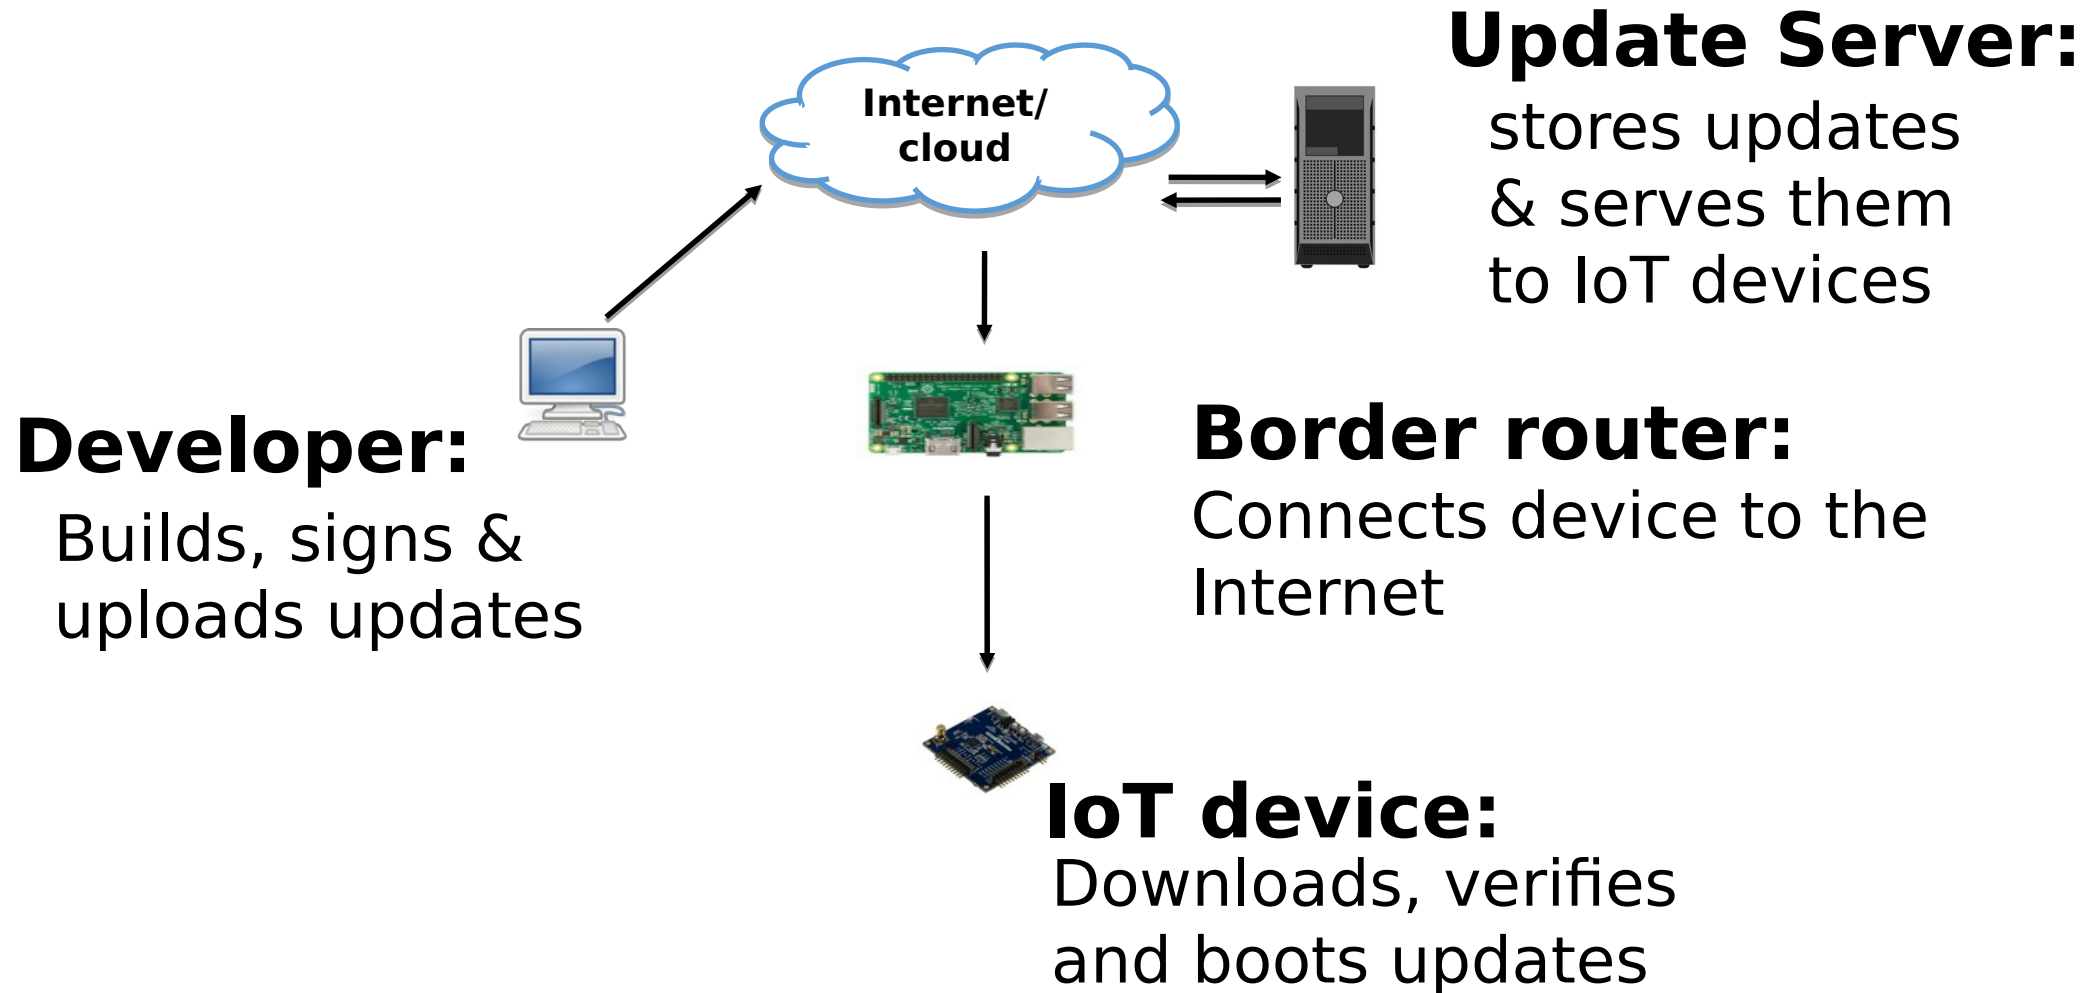 Update Server:
stores updates
& serves them
to IoT devices
Internet/
cloud
Developer:
Builds, signs &
uploads updates
Border router:
Connects device to the
Internet
IoT device:
Downloads, verifies
and boots updates